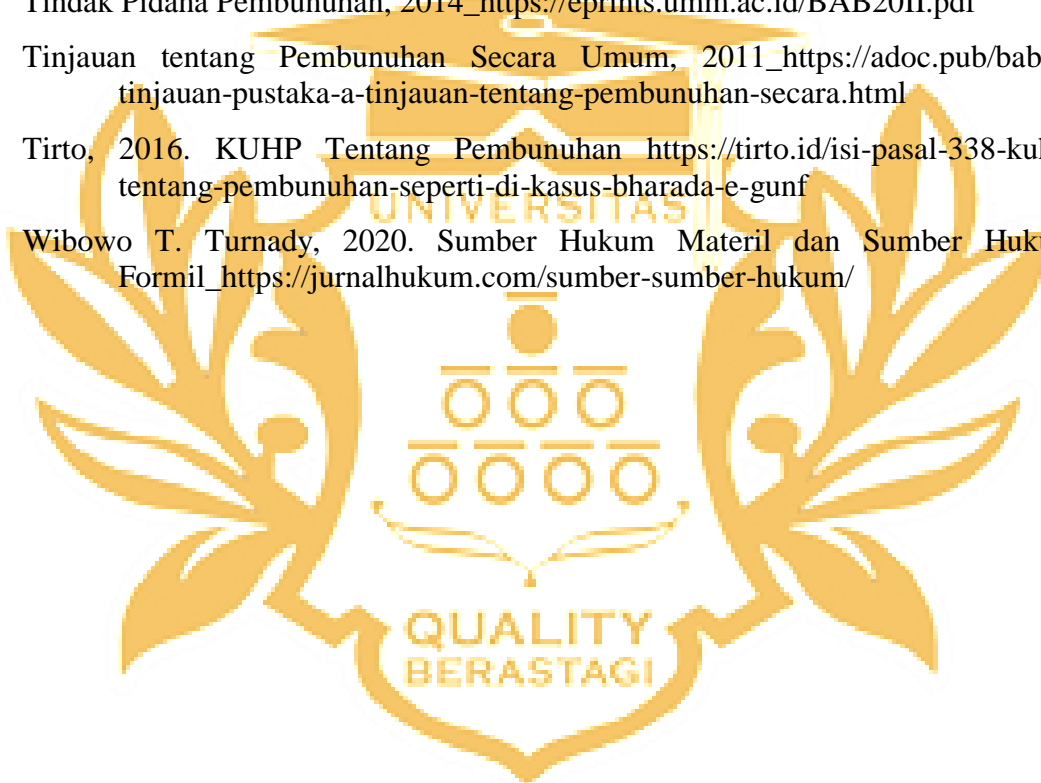 Tindak Pidana Pembunuhan, 2014_https://eprints.umm.ac.id/BAB20II.pdf
Tinjauan tentang Pembunuhan Secara Umum, 2011_https://adoc.pub/bab
tinjauan-pustaka-a-tinjauan-tentang-pembunuhan-secara.html
Tirto, 2016. KUHP Tentang Pembunuhan https://tirto.id/isi-pasal-338-kul
tentang-pembunuhan-seperti-di-kasus-bharada-e-gunf
UNIVERSITAS
Wibowo T. Turnady, 2020. Sumber Hukum Materil dan Sumber Huku
Formil_https://jurnalhukum.com/sumber-sumber-hukum/
QUALITY
BERASTAGI